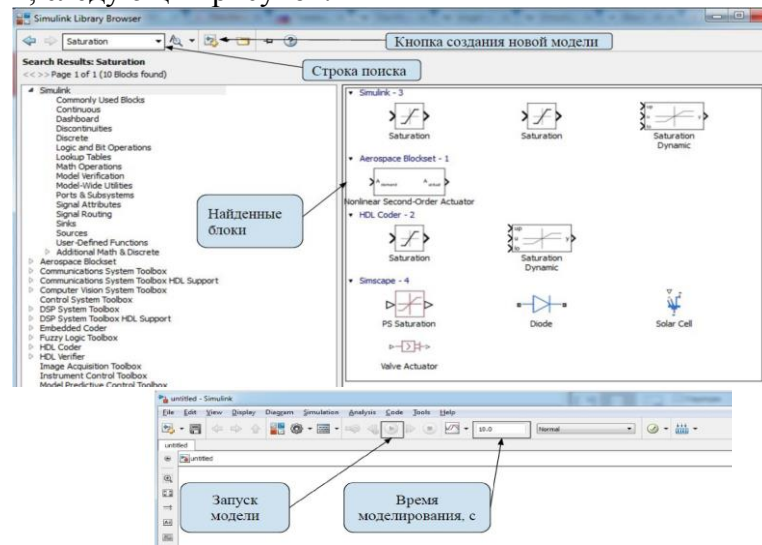 Simulink Library Browser
Saturation
Кнопка создания новой модели
Строка поиска
Search Results: Saturation
<< >> Page 1 of 1 (10 Blocks found)
Simulink
Commonly Used Blocks
Continuous
Dashboard
Discontinuities
Discrete
Logic and Bit Operations
Lookup Tables
Math Operations
Model Verification
Model-Wide Utilities
Ports & Subsystems
Signal Attributes
Signal Routing
Sinks
Sources
User-Defined Functions
Additional Math & Discrete
Aerospace Blockset
Communications System Toolbox
Communications System Toolbox HDL Support
Computer Vision System Toolbox
Control System Toolbox
DSP System Toolbox
DSP System Toolbox HDL Support
Embedded Coder
Fuzzy Logic Toolbox
HDL Coder
HDL Verifier
Image Acquisition Toolbox
Instrument Control Toolbox
Model Predictive Control Toolbox
Найденные
блоки
Simulink - 3
Saturation
Saturation
up
u
lo
y
Saturation
Dynamic
Aerospace Blockset - 1
A demand
A actual
Nonlinear Second-Order Actuator
HDL Coder - 2
Saturation
up
u
lo
y
Saturation
Dynamic
Simscape - 4
PS Saturation
Diode
Solar Cell
Valve Actuator
untitled - Simulink
File Edit View Display Diagram Simulation Analysis Code Tools Help
10.0
Normal
untitled
untitled
Запуск
модели
Время
моделирования, с